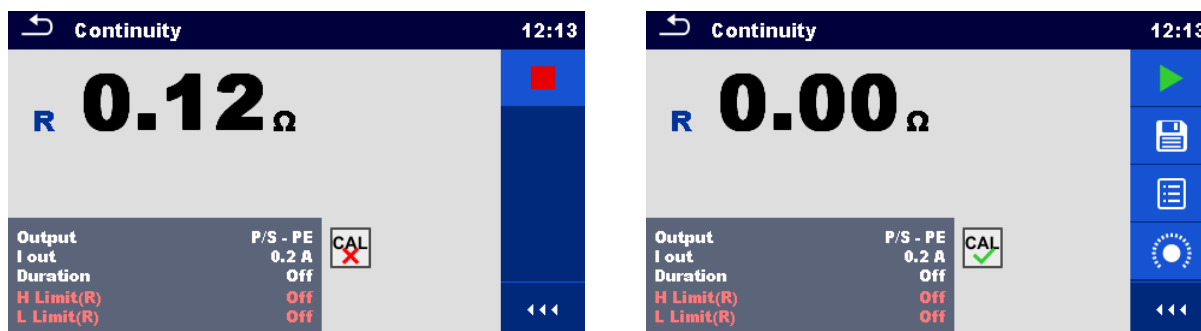 Continuity 12:13
R 0.12 Ω
Output P/S - PE
I out 0.2 A
Duration Off
H Limit(R) Off
L Limit(R) Off
CAL
Continuity 12:13
R 0.00 Ω
Output P/S - PE
I out 0.2 A
Duration Off
H Limit(R) Off
L Limit(R) Off
CAL